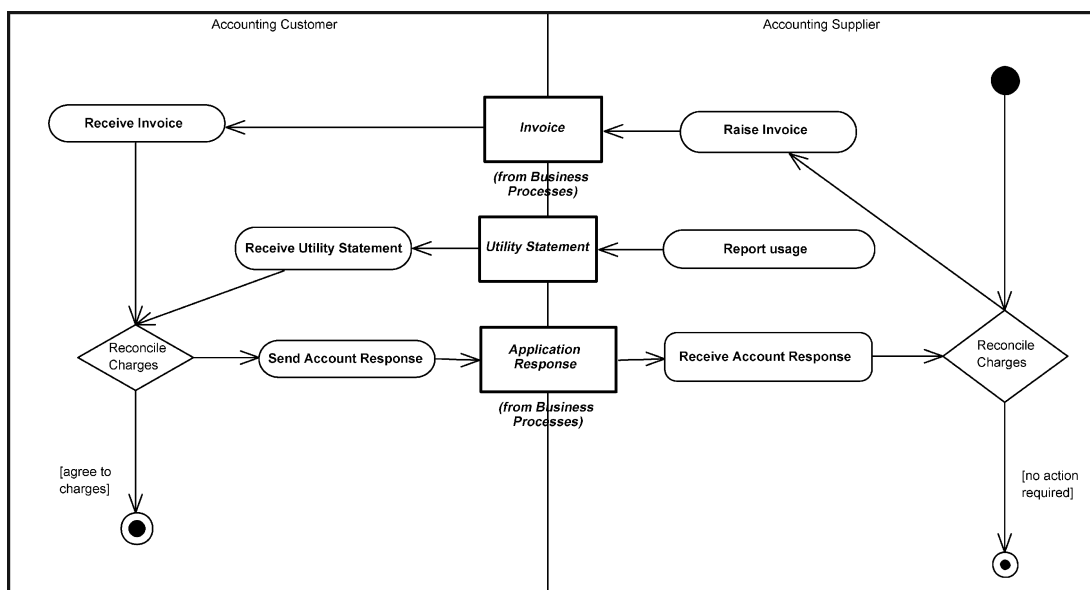 Accounting Customer
Accounting Supplier
Receive Invoice
Invoice
Raise Invoice
(from Business
Processes)
Receive Utility Statement
Utility Statement
Report usage
Reconcile
Charges
Send Account Response
Application
Response
Receive Account Response
Reconcile
Charges
(from Business
Processes)
[agree to
charges]
[no action
required]